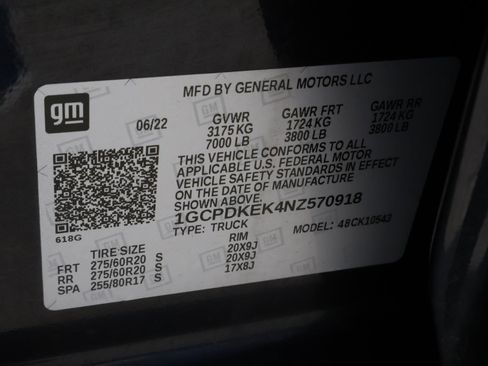 gm
MFD BY GENERAL MOTORS LLC
06/22 GVWR GAWR FRT GAWR RR
3175 KG 1724 KG 1724 KG
7000 LB 3800 LB 3800 LB
THIS VEHICLE CONFORMS TO ALL
APPLICABLE U.S. FEDERAL MOTOR
VEHICLE SAFETY STANDARDS IN EFFECT
ON THE DATE OF MANUFACTURE
SHOWN ABOVE.
1GCPDKEK4NZ570918
618G
TYPE: TRUCK MODEL: 48CK10543
TIRE SIZE RIM
FRT 275/60R20 S 20X9J
RR 275/60R20 S 20X9J
SPA 255/80R17 S 17X8J